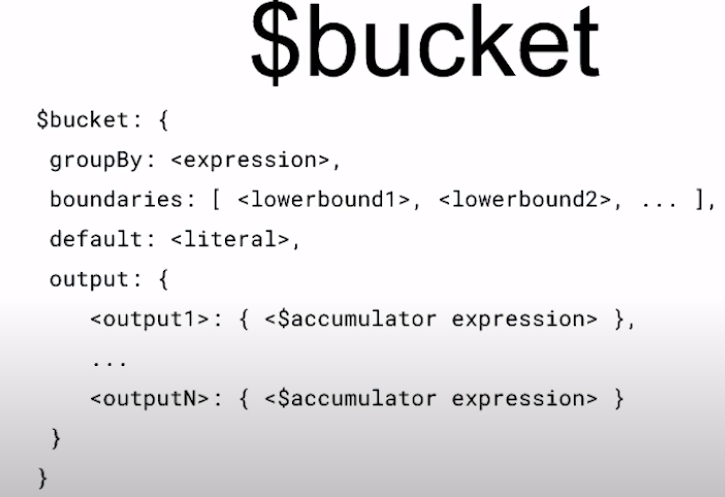 $bucket
$bucket: {
groupBy: <expression>,
boundaries: [ <lowerbound1>, <lowerbound2>, ... ],
default: <literal>,
output: {
<output1>: { <$accumulator expression> },
...
<outputN>: { <$accumulator expression> }
}
}